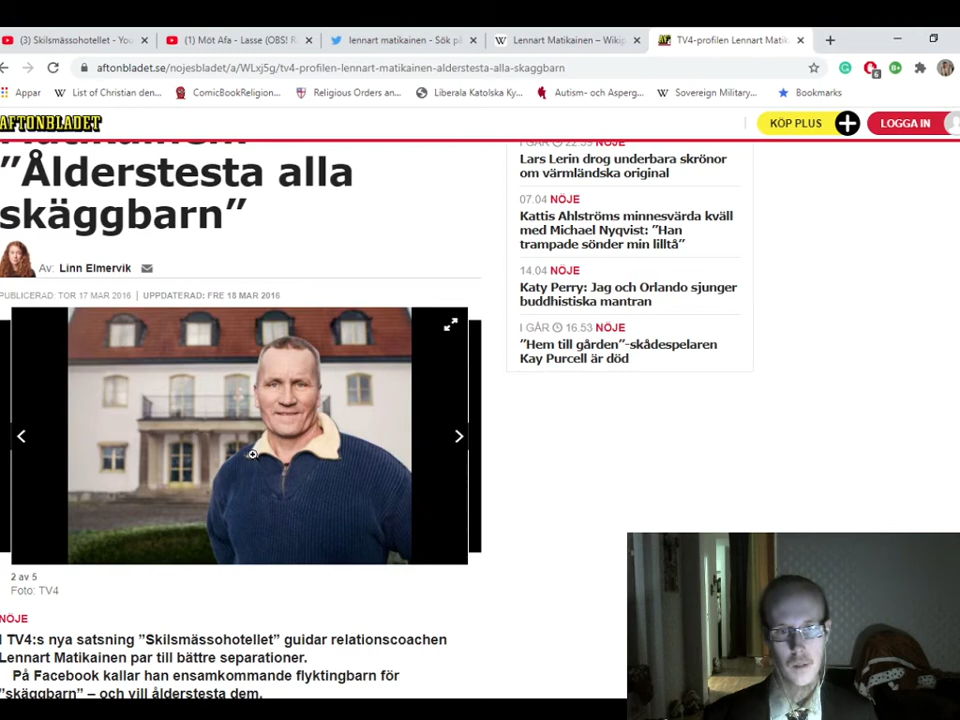 (3) Skilsmässohotellet - You
(1) Möt Afa - Lasse (OBS! R
lennart matikainen - Sök p
Lennart Matikainen – Wikip
TV4-profilen Lennart Matik
aftonbladet.se/nojesbladet/a/WLxj5g/tv4-profilen-lennart-matikainen-alderstesta-alla-skaggbarn
Appar
List of Christian den...
ComicBookReligion...
Religious Orders an...
Liberala Katolska Ky...
Autism- och Asperg...
Sovereign Military...
Bookmarks
AFTONBLADET
KÖP PLUS
LOGGA IN
”Ålderstesta alla
skäggbarn”
Av: Linn Elmervik
PUBLICERAD: TOR 17 MAR 2016 | UPPDATERAD: FRE 18 MAR 2016
2 av 5
Foto: TV4
NÖJE
I TV4:s nya satsning ”Skilsmässohotellet” guidar relationscoachen
Lennart Matikainen par till bättre separationer.
På Facebook kallar han ensamkommande flyktingbarn för
”skäggbarn” – och vill ålderstesta dem.
I GÅR 22.59 NÖJE
Lars Lerin drog underbara skrönor
om värmländska original
07.04 NÖJE
Kattis Ahlströms minnesvärda kväll
med Michael Nyqvist: ”Han
trampade sönder min lilltå”
14.04 NÖJE
Katy Perry: Jag och Orlando sjunger
buddhistiska mantran
I GÅR 16.53 NÖJE
”Hem till gården”-skådespelaren
Kay Purcell är död